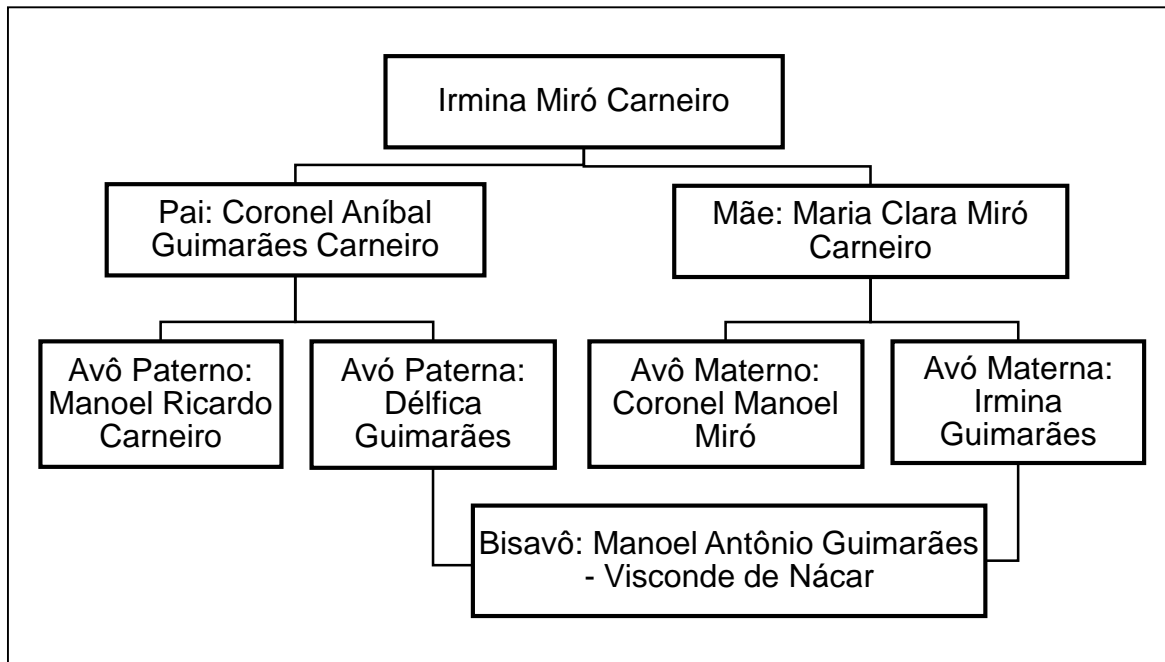 Irmina Miró Carneiro
Pai: Coronel Aníbal
Guimarães Carneiro
Mãe: Maria Clara Miró
Carneiro
Avô Paterno:
Manoel Ricardo
Carneiro
Avó Paterna:
Délfica
Guimarães
Avô Materno:
Coronel Manoel
Miró
Avó Materna:
Irmina
Guimarães
Bisavô: Manoel Antônio Guimarães
- Visconde de Nácar